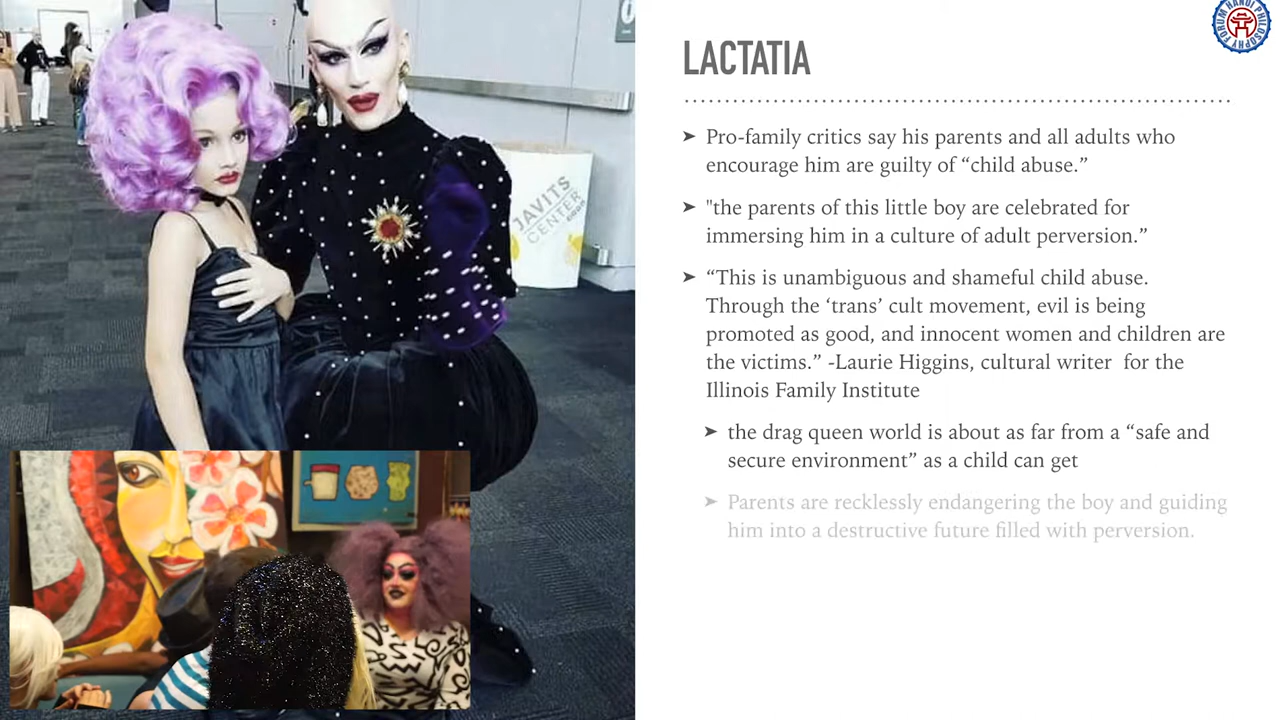 FORUM HANOI PHILOSOPHY
LACTATIA
➤ Pro-family critics say his parents and all adults who
encourage him are guilty of “child abuse.”
➤ "the parents of this little boy are celebrated for
immersing him in a culture of adult perversion.”
➤ “This is unambiguous and shameful child abuse.
Through the ‘trans’ cult movement, evil is being
promoted as good, and innocent women and children are
the victims.” -Laurie Higgins, cultural writer  for the
Illinois Family Institute
➤ the drag queen world is about as far from a “safe and
secure environment” as a child can get
➤ Parents are recklessly endangering the boy and guiding
him into a destructive future filled with perversion.
JAVITS
CENTER